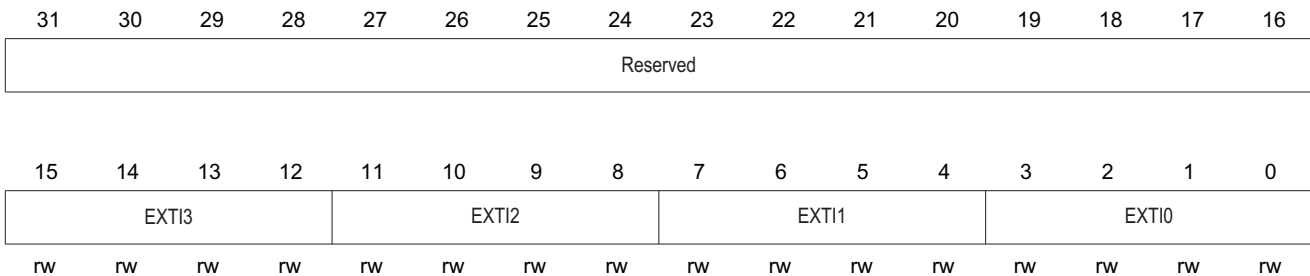 31 30 29 28 27 26 25 24 23 22 21 20 19 18 17 16
Reserved
15 14 13 12 11 10 9 8 7 6 5 4 3 2 1 0
EXTI3 EXTI2 EXTI1 EXTI0
rw rw rw rw rw rw rw rw rw rw rw rw rw rw rw rw